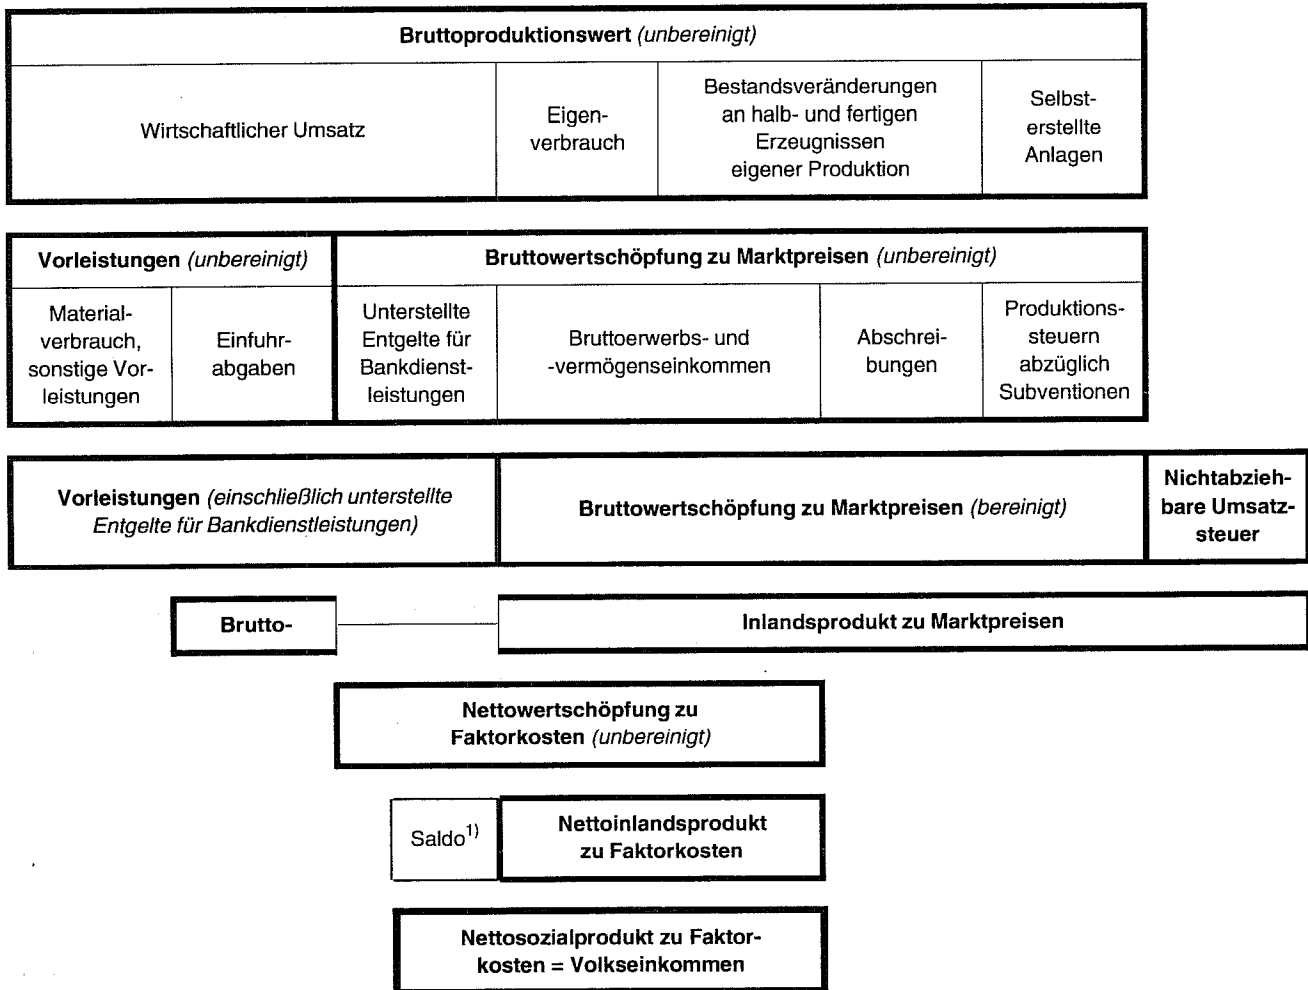 Bruttoproduktionswert (unbereinigt)
Wirtschaftlicher Umsatz
Eigen-
verbrauch
Bestandsveränderungen
an halb- und fertigen
Erzeugnissen
eigener Produktion
Selbst-
erstellte
Anlagen
Vorleistungen (unbereinigt)
Bruttowertschöpfung zu Marktpreisen (unbereinigt)
Material-
verbrauch,
sonstige Vor-
leistungen
Einfuhr-
abgaben
Unterstellte
Entgelte für
Bankdienst-
leistungen
Bruttoerwerbs- und
-vermögenseinkommen
Abschrei-
bungen
Produktions-
steuern
abzüglich
Subventionen
Vorleistungen (einschließlich unterstellte
Entgelte für Bankdienstleistungen)
Bruttowertschöpfung zu Marktpreisen (bereinigt)
Nichtabzieh-
bare Umsatz-
steuer
Brutto-
Inlandsprodukt zu Marktpreisen
Nettowertschöpfung zu
Faktorkosten (unbereinigt)
Saldo1)
Nettoinlandsprodukt
zu Faktorkosten
Nettosozialprodukt zu Faktor-
kosten = Volkseinkommen